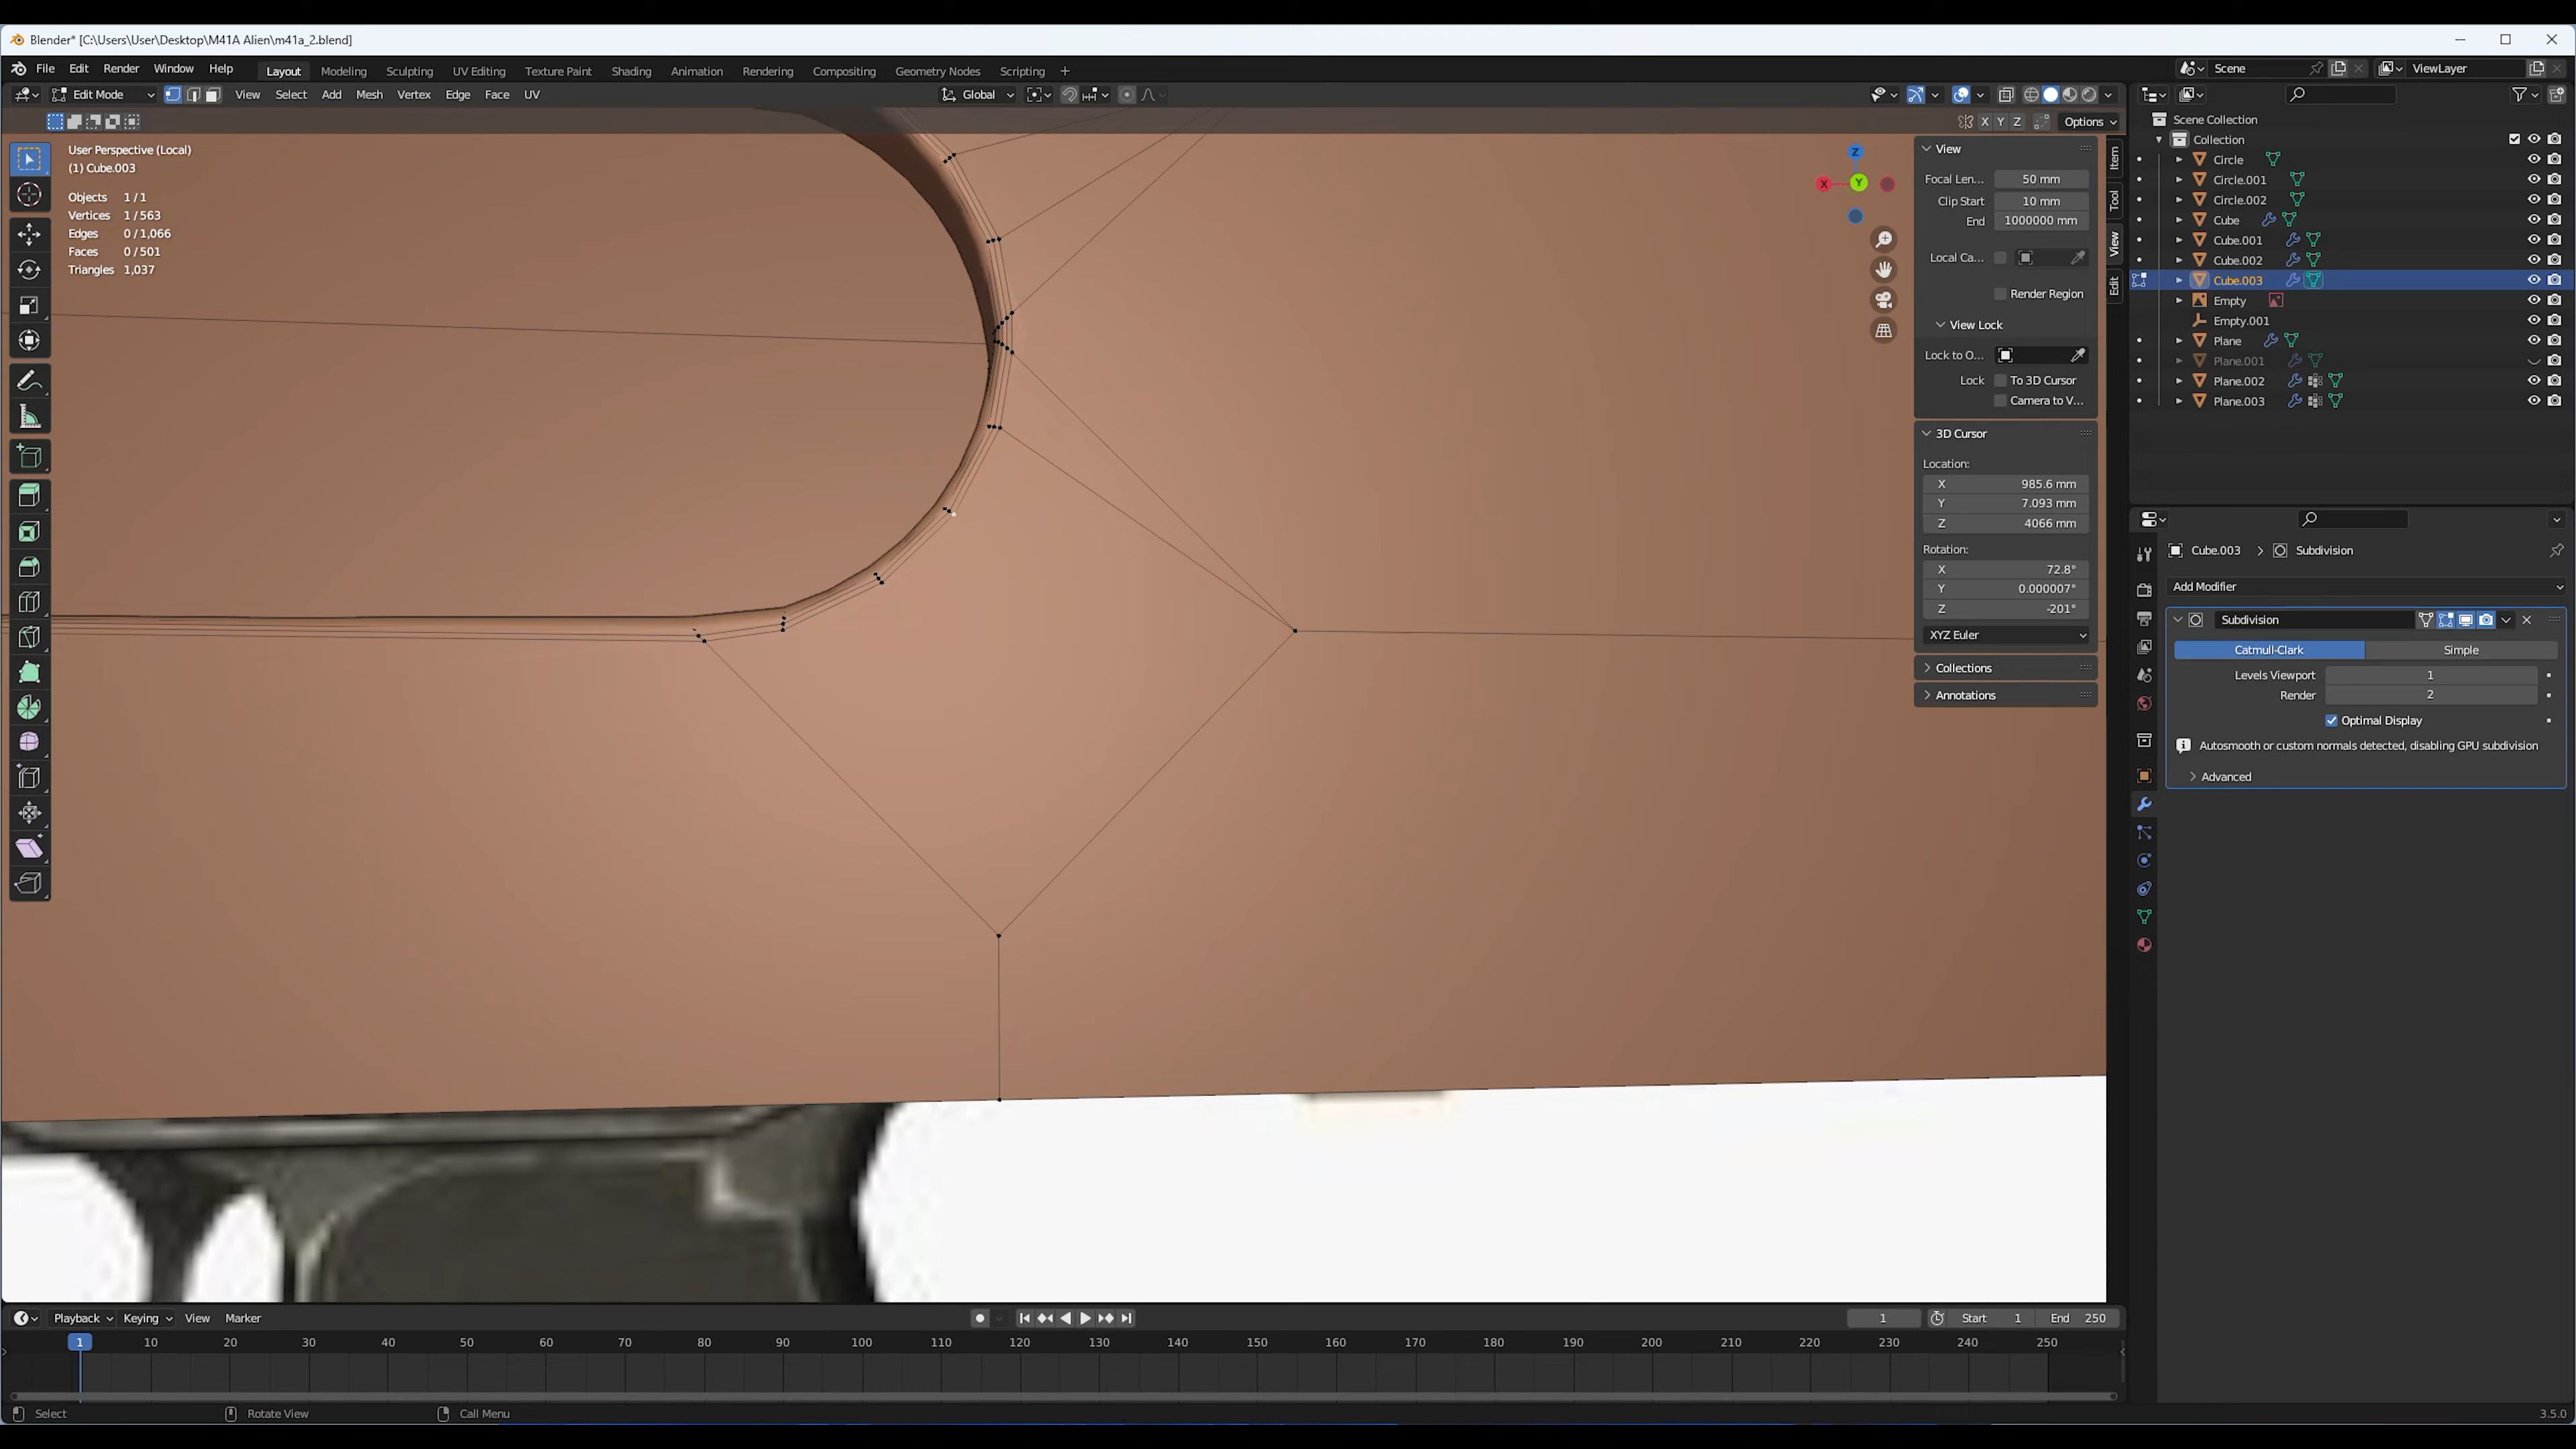 Blender* [C:\Users\User\Desktop\M41A Alien\m41a_2.blend]
File Edit Render Window Help
Layout Modeling Sculpting UV Editing Texture Paint Shading Animation Rendering Compositing Geometry Nodes Scripting +
Scene ViewLayer
Edit Mode View Select Add Mesh Vertex Edge Face UV
Global
X Y Z Options
User Perspective (Local)
(1) Cube.003
Objects 1 / 1
Vertices 1 / 563
Edges 0 / 1,066
Faces 0 / 501
Triangles 1,037
Z
X
Y
View
Focal Len... 50 mm
Clip Start 10 mm
End 1000000 mm
Local Ca...
Render Region
View Lock
Lock to O...
Lock To 3D Cursor
Camera to V...
3D Cursor
Location:
X 985.6 mm
Y 7.093 mm
Z 4066 mm
Rotation:
X 72.8°
Y 0.000007°
Z -201°
XYZ Euler
Collections
Annotations
Item
Tool
View
Edit
Scene Collection
Collection
Circle
Circle.001
Circle.002
Cube
Cube.001
Cube.002
Cube.003
Empty
Empty.001
Plane
Plane.001
Plane.002
Plane.003
Cube.003 > Subdivision
Add Modifier
Subdivision
Catmull-Clark Simple
Levels Viewport 1
Render 2
Optimal Display
Autosmooth or custom normals detected, disabling GPU subdivision
Advanced
Playback Keying View Marker
1 Start 1 End 250
1 10 20 30 40 50 60 70 80 90 100 110 120 130 140 150 160 170 180 190 200 210 220 230 240 250
Select Rotate View Call Menu
3.5.0